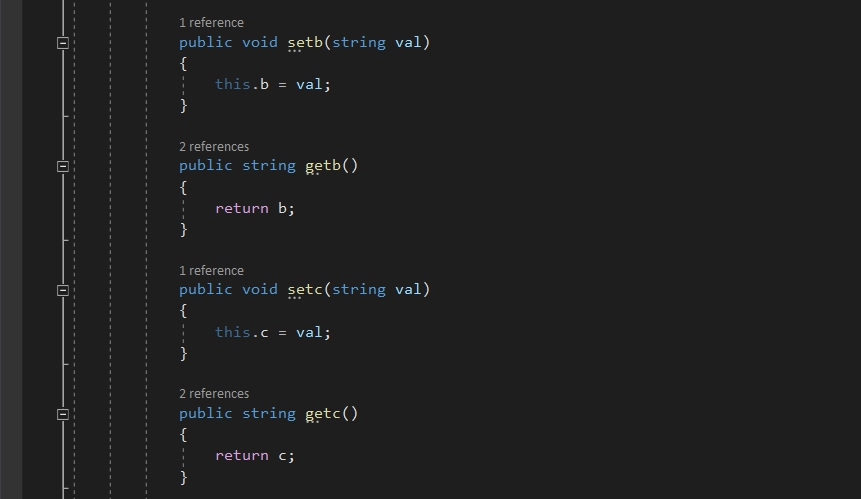 1 reference
public void setb(string val)
{
this.b = val;
}
2 references
public string getb()
{
return b;
}
1 reference
public void setc(string val)
{
this.c = val;
}
2 references
public string getc()
{
return c;
}